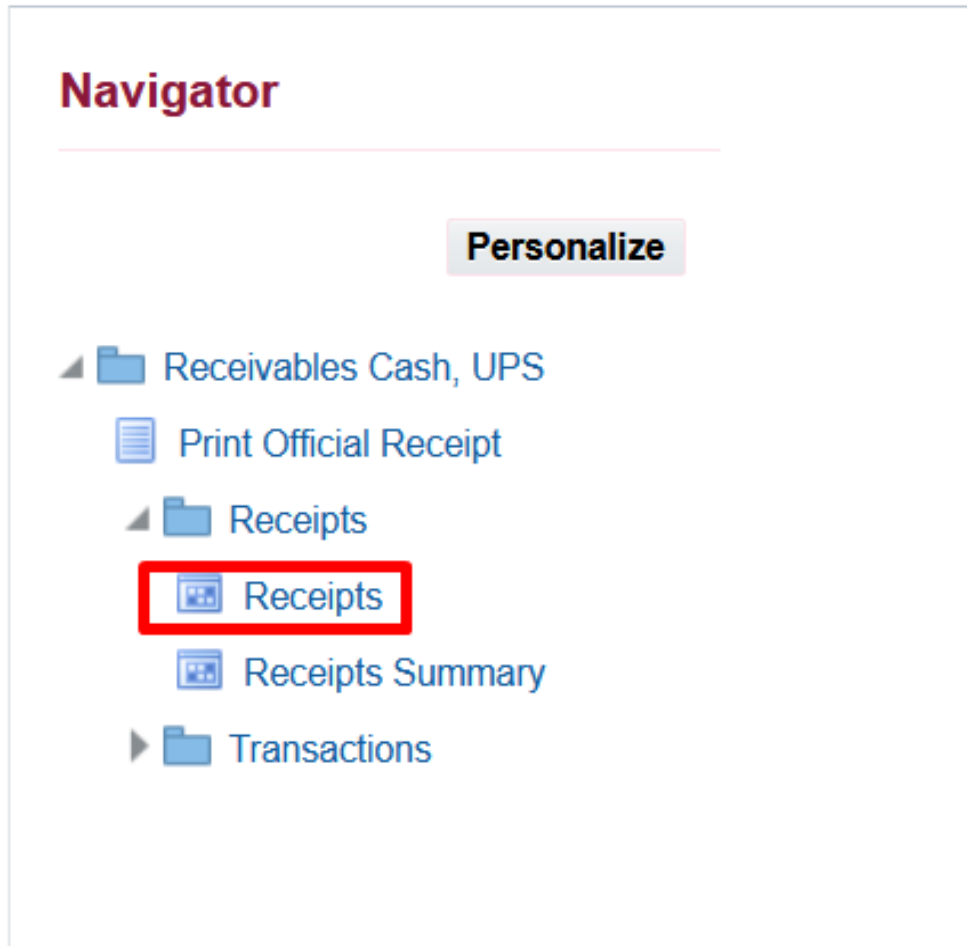 Navigator
Personalize
Receivables Cash, UPS
Print Official Receipt
Receipts
Receipts
Receipts Summary
Transactions